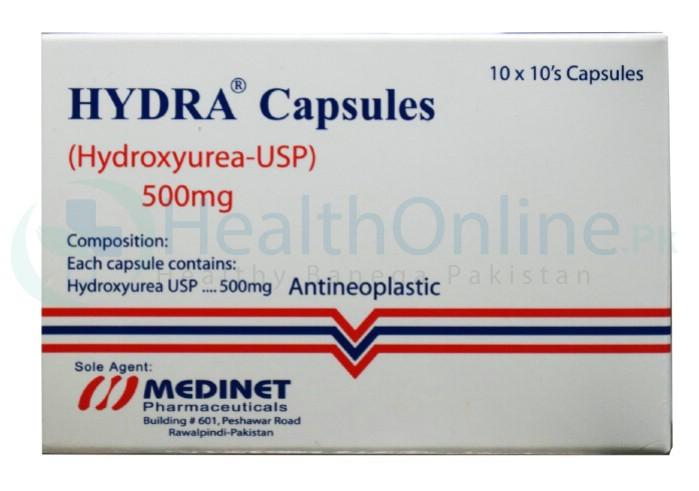 10 x 10's Capsules
HYDRA® Capsules
(Hydroxyurea-USP)
500mg
HealthOnline.PK
Healthy Banega Pakistan
Composition:
Each capsule contains:
Hydroxyurea USP .... 500mg Antineoplastic
Sole Agent:
MEDINET
Pharmaceuticals
Building # 601, Peshawar Road
Rawalpindi-Pakistan